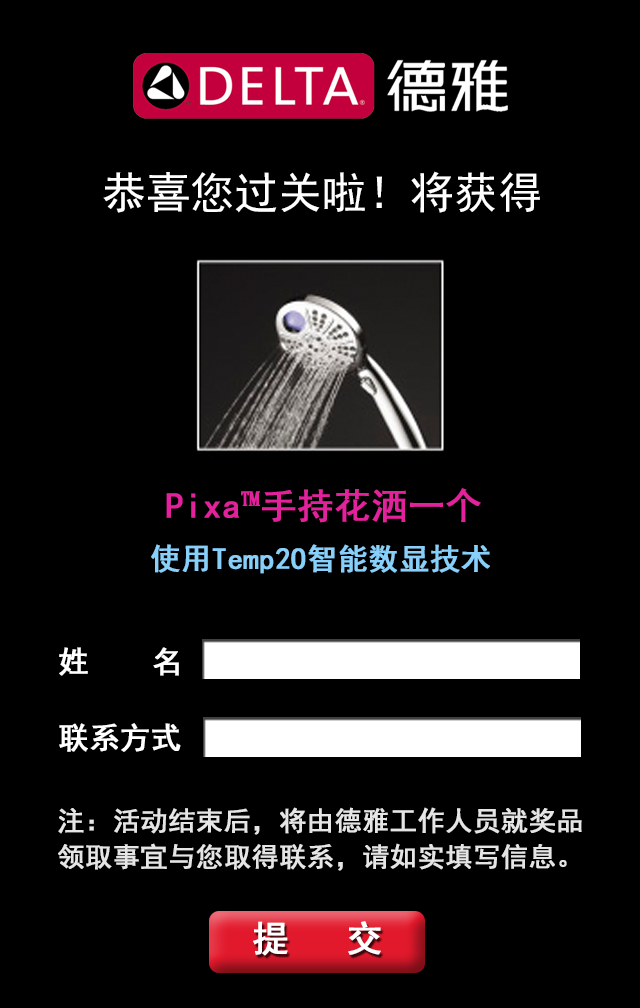 DELTA® 德雅
恭喜您过关啦！将获得
Pixa™手持花洒一个
使用Temp2O智能数显技术
姓 名
联系方式
注：活动结束后，将由德雅工作人员就奖品
领取事宜与您取得联系，请如实填写信息。
提 交